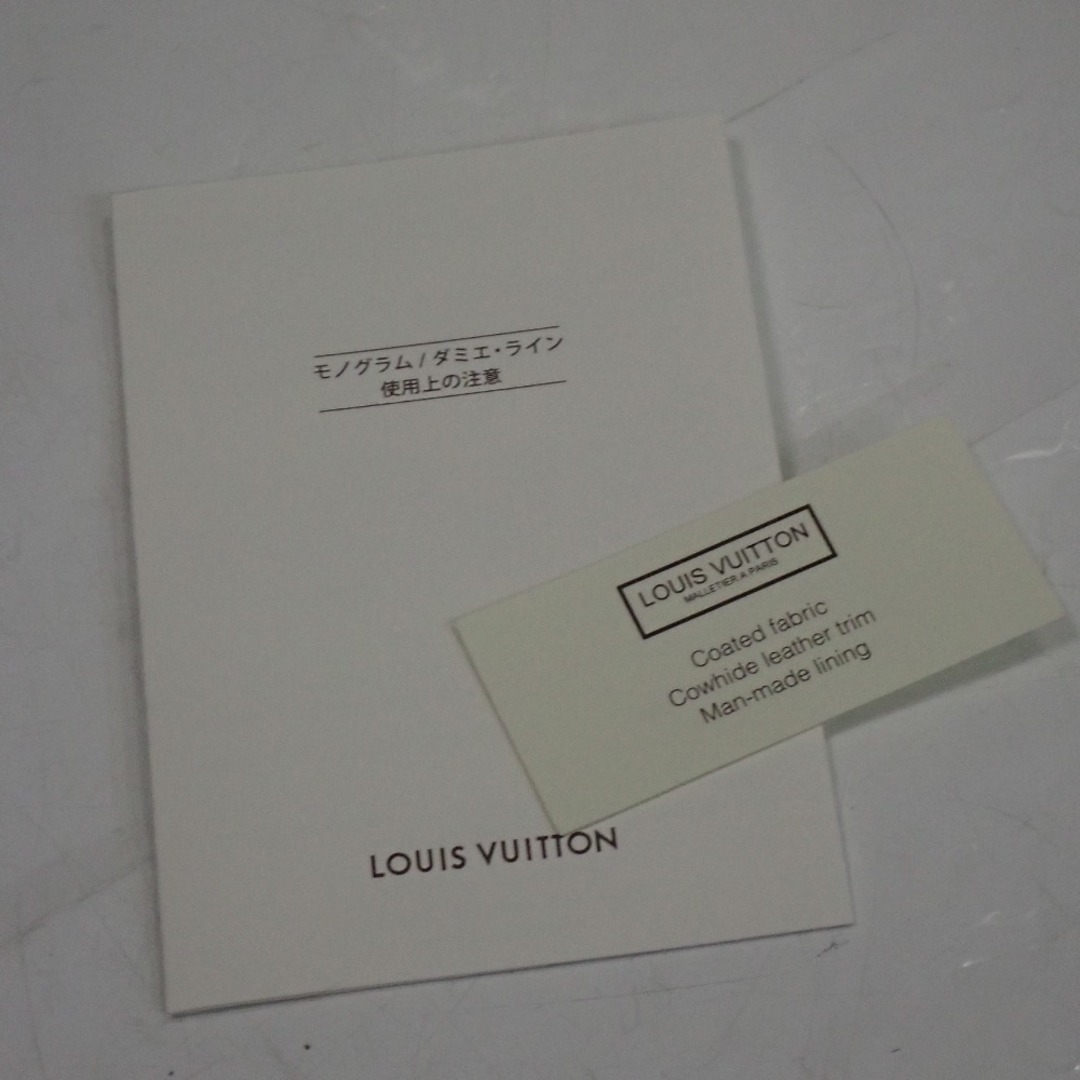 モノグラム / ダミエ・ライン
使用上の注意
LOUIS VUITTON
MALLETIER A PARIS
Coated fabric
Cowhide leather trim
Man-made lining
LOUIS VUITTON